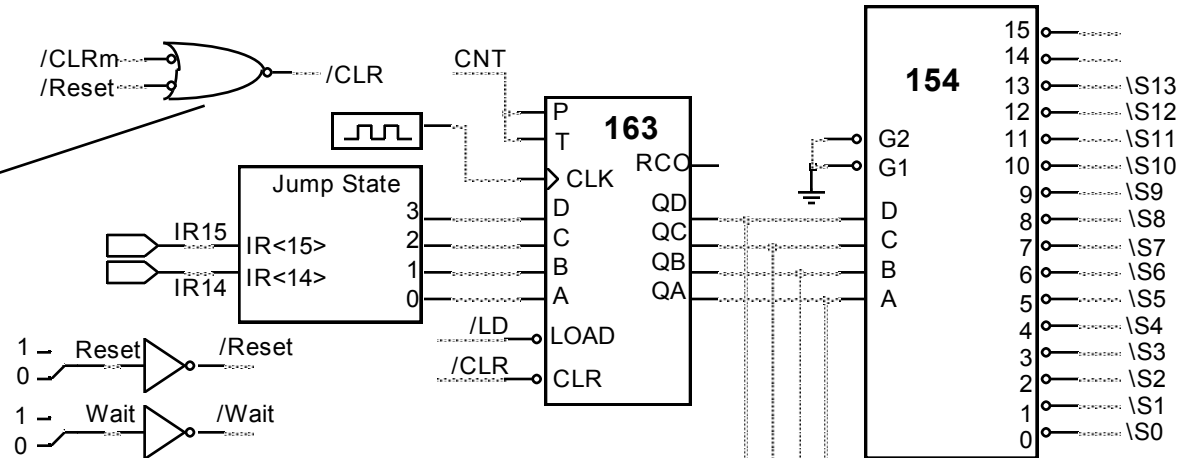 /CLRm
/Reset
/CLR
CNT
P
T
CLK
D
C
B
A
LOAD
CLR
163
RCO
QD
QC
QB
QA
/LD
/CLR
Jump State
IR15
IR14
IR<15>
IR<14>
3
2
1
0
1
0
Reset
/Reset
1
0
Wait
/Wait
154
G2
G1
D
C
B
A
15
14
13 \S13
12 \S12
11 \S11
10 \S10
9 \S9
8 \S8
7 \S7
6 \S6
5 \S5
4 \S4
3 \S3
2 \S2
1 \S1
0 \S0